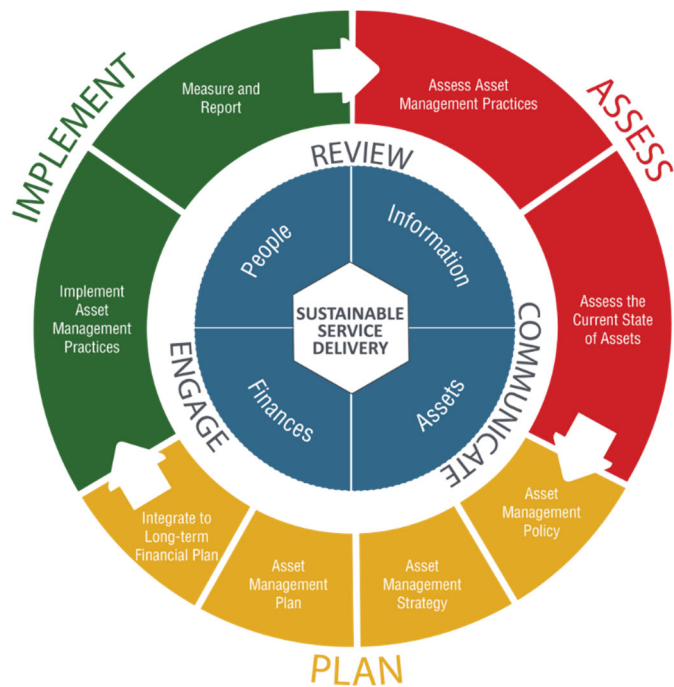 IMPLEMENT
Measure and
Report
Assess Asset
Management Practices
ASSESS
REVIEW
People
Information
Implement
Asset
Management
Practices
SUSTAINABLE
SERVICE
DELIVERY
Assess the
Current State
of Assets
ENGAGE
COMMUNICATE
Finances
Assets
Integrate to
Long-term
Financial Plan
Asset
Management
Plan
Asset
Management
Strategy
Asset
Management
Policy
PLAN